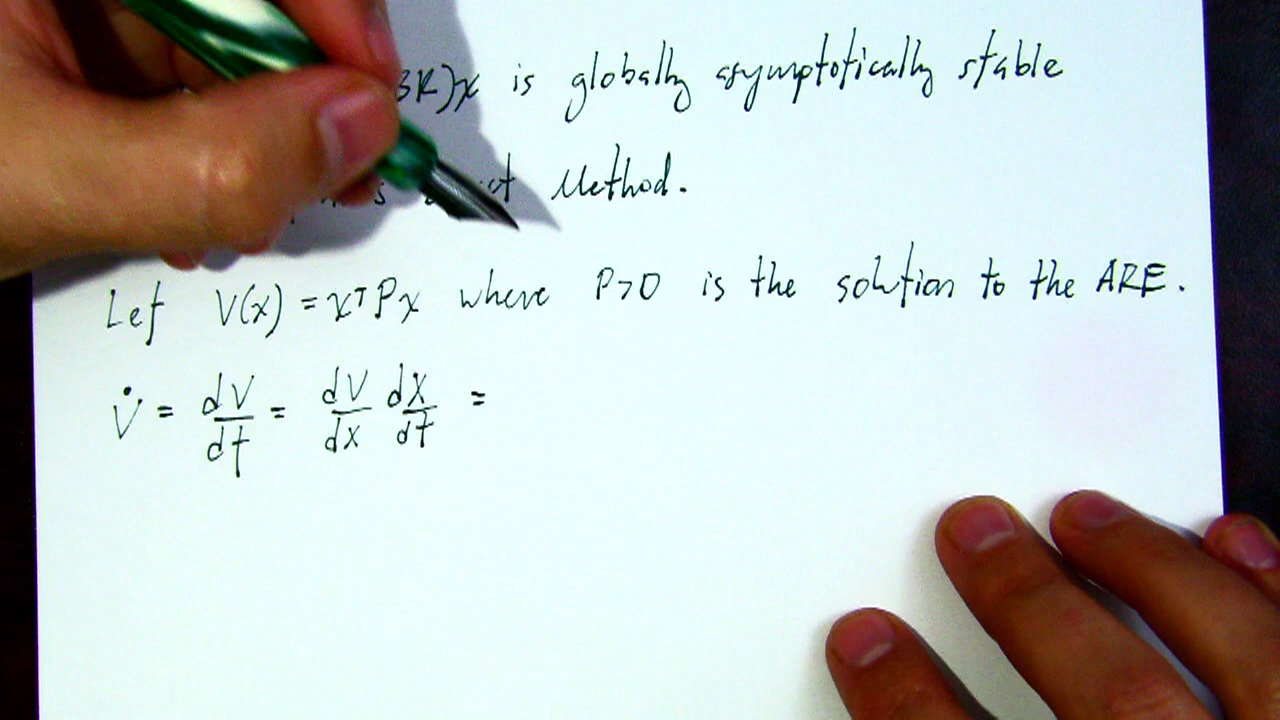 BK)x is globally asymptotically stable
Method.
Let V(x) = xᵀPx where P>0 is the solution to the ARE.
V̇ = dV/dt = dV/dx dx/dt =